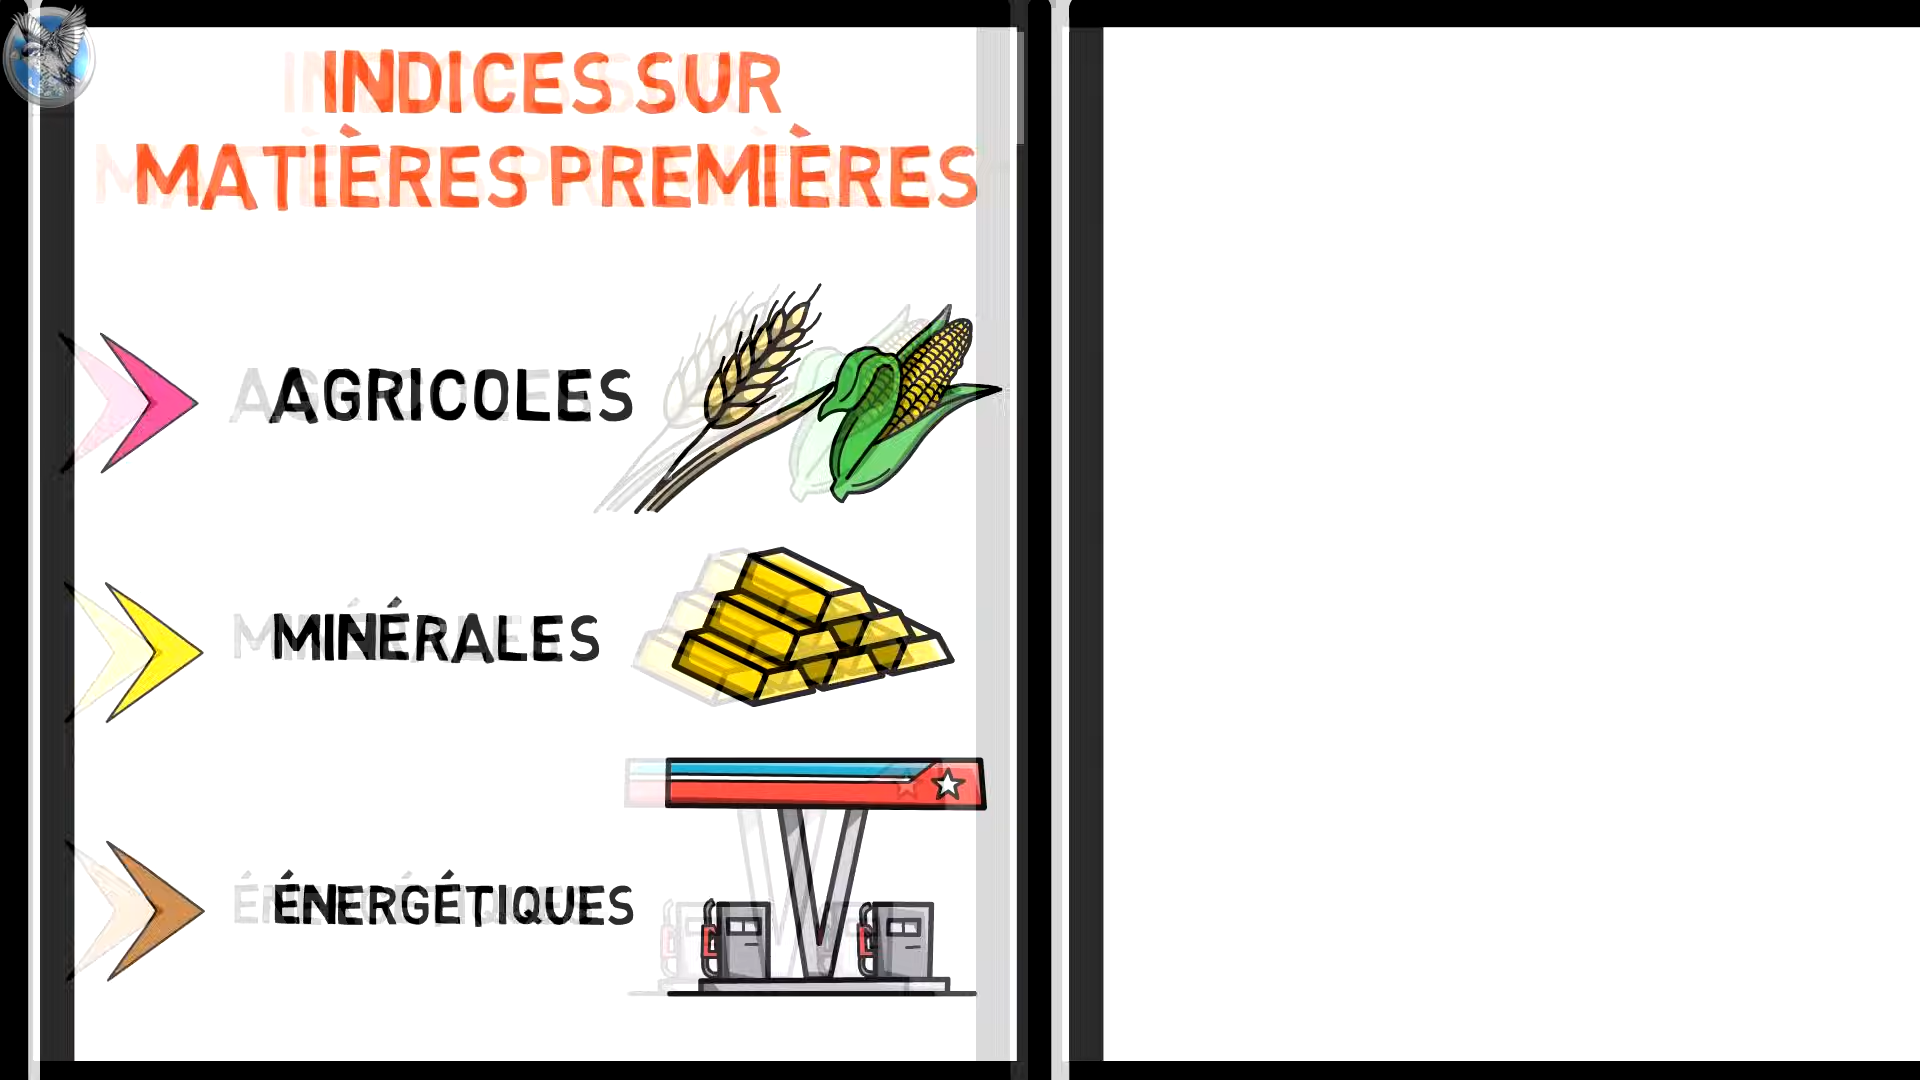 INDICES SUR
MATIÈRES PREMIÈRES
AGRICOLES
MINÉRALES
ÉNERGÉTIQUES